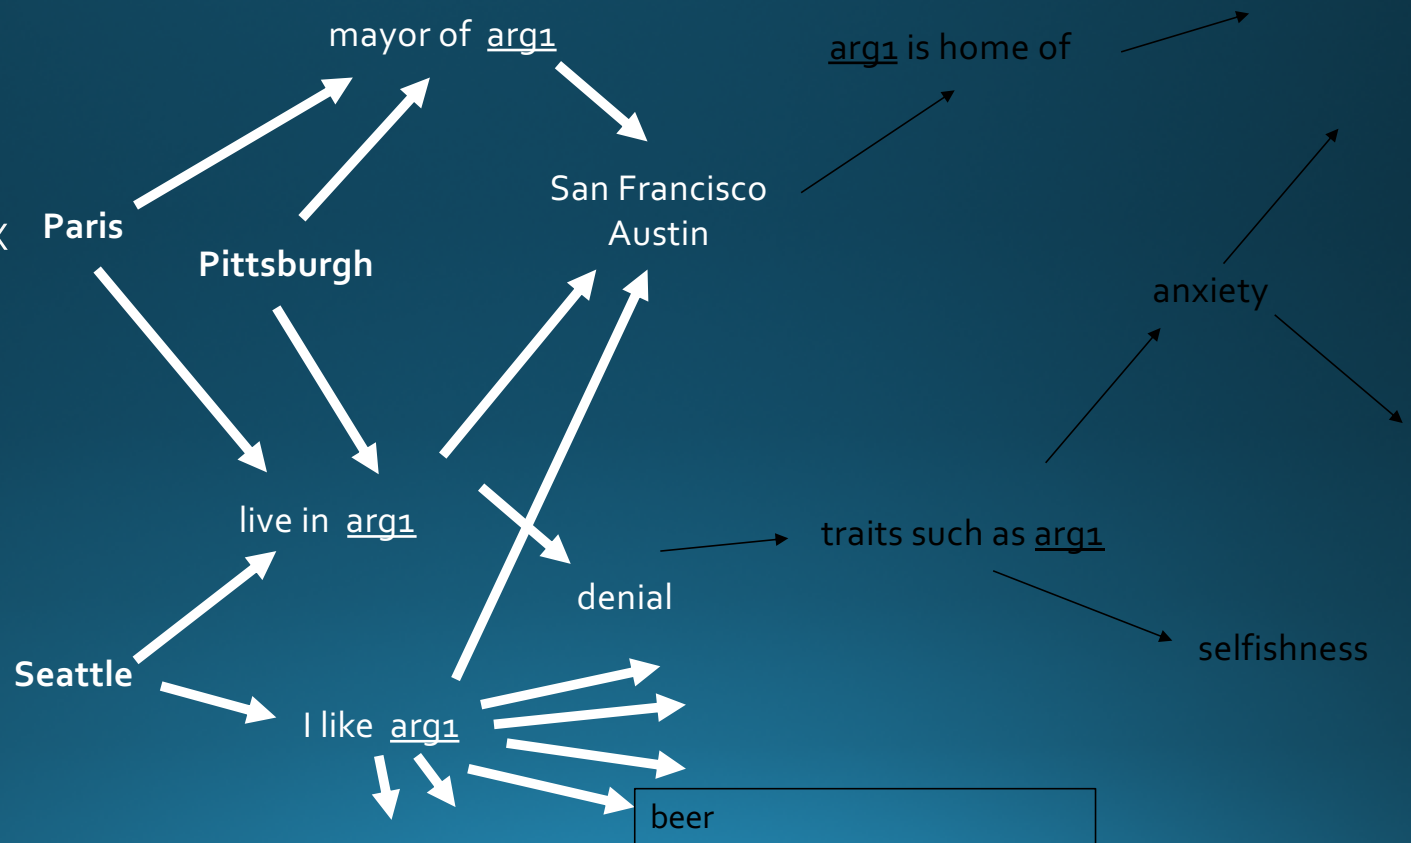 mayor of arg1
arg1 is home of
San Francisco
Austin
Paris
Pittsburgh
anxiety
live in arg1
traits such as arg1
denial
selfishness
Seattle
I like arg1
beer